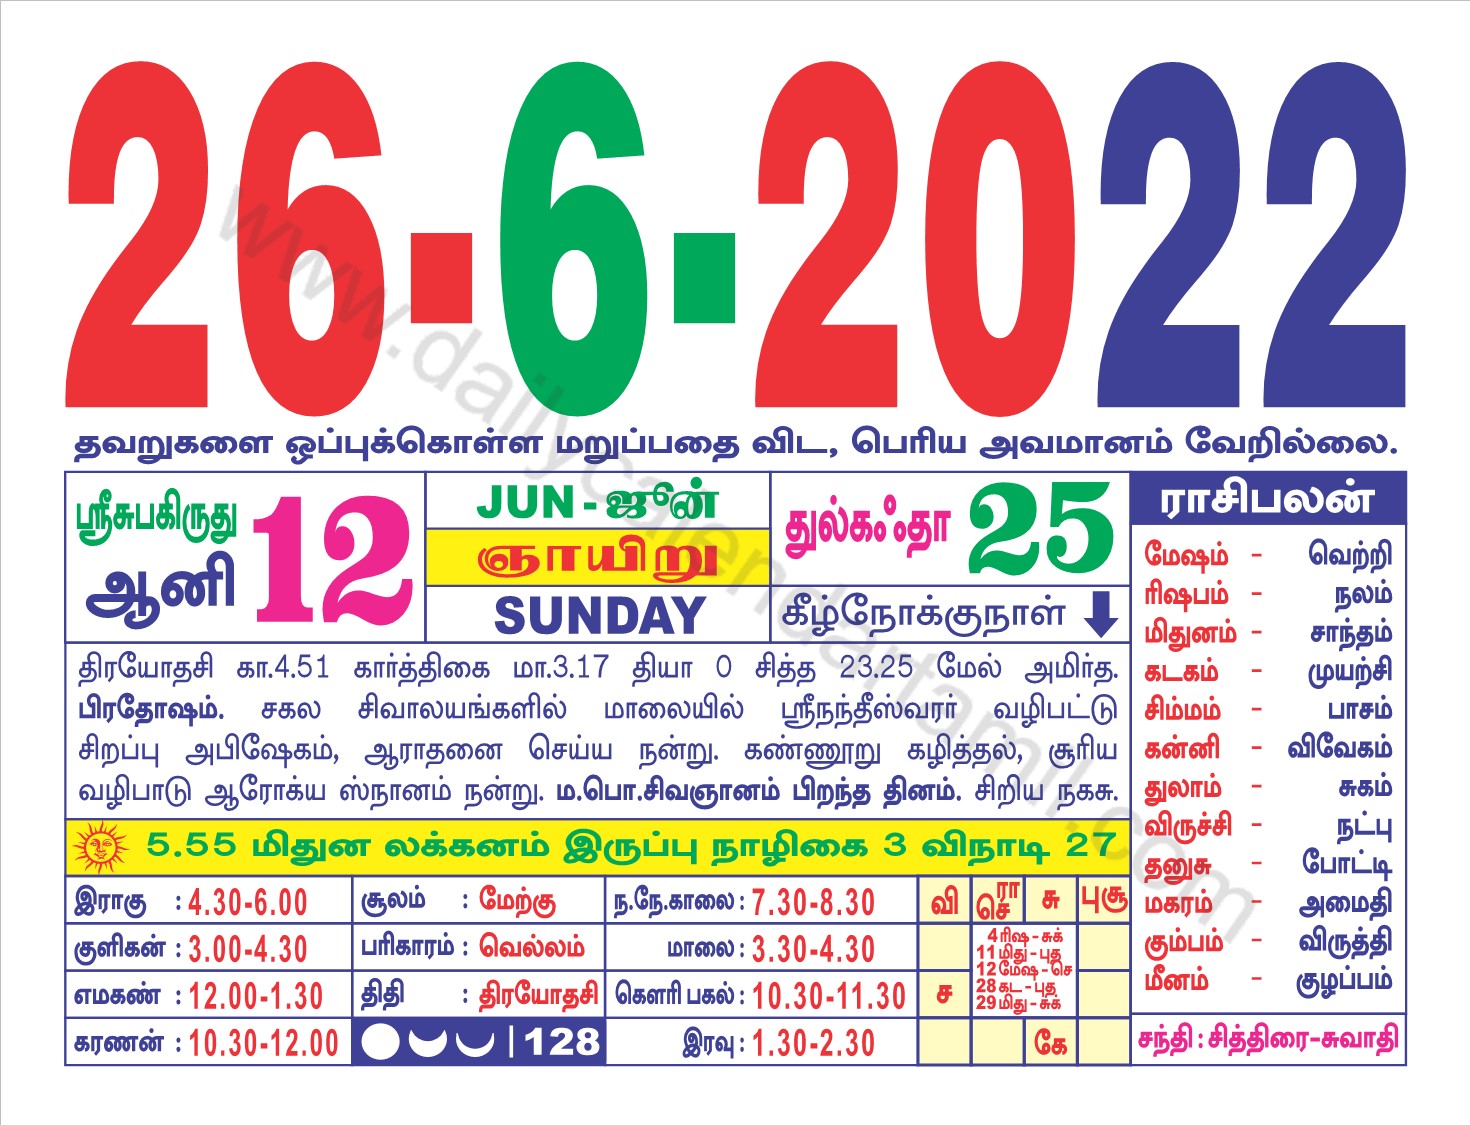 26-6-2022
தவறுகளை ஒப்புக்கொள்ள மறுப்பதை விட, பெரிய அவமானம் வேறில்லை.
ஸ்ரீசுபகிருது
ஆனி 12
JUN - ஜூன்
ஞாயிறு
SUNDAY
துல்கஃதா 25
கீழ்நோக்குநாள்
திரயோதசி கா.4.51 கார்த்திகை மா.3.17 தியா 0 சித்த 23.25 மேல் அமிர்த.
பிரதோஷம். சகல சிவாலயங்களில் மாலையில் ஸ்ரீநந்தீஸ்வரர் வழிபட்டு
சிறப்பு அபிஷேகம், ஆராதனை செய்ய நன்று. கண்ணூறு கழித்தல், சூரிய
வழிபாடு ஆரோக்ய ஸ்நானம் நன்று. ம.பொ.சிவஞானம் பிறந்த தினம். சிறிய நகசு.
5.55 மிதுன லக்கனம் இருப்பு நாழிகை 3 விநாடி 27
இராகு : 4.30-6.00
குளிகன் : 3.00-4.30
எமகண் : 12.00-1.30
கரணன் : 10.30-12.00
சூலம் : மேற்கு
பரிகாரம் : வெல்லம்
திதி : திரயோதசி
128
ந.நே.காலை : 7.30-8.30
மாலை : 3.30-4.30
கௌரி பகல் : 10.30-11.30
இரவு : 1.30-2.30
வி ரா செ சு புசூ
4 ரிஷ - சுக்
11 மிது - புத
12 மேஷ - செ
28 கட - புத
29 மிது - சுக்
ச
கே
ராசிபலன்
மேஷம் - வெற்றி
ரிஷபம் - நலம்
மிதுனம் - சாந்தம்
கடகம் - முயற்சி
சிம்மம் - பாசம்
கன்னி - விவேகம்
துலாம் - சுகம்
விருச்சி - நட்பு
தனுசு - போட்டி
மகரம் - அமைதி
கும்பம் - விருத்தி
மீனம் - குழப்பம்
சந்தி : சித்திரை-சுவாதி
www.dailycalendartamil.com